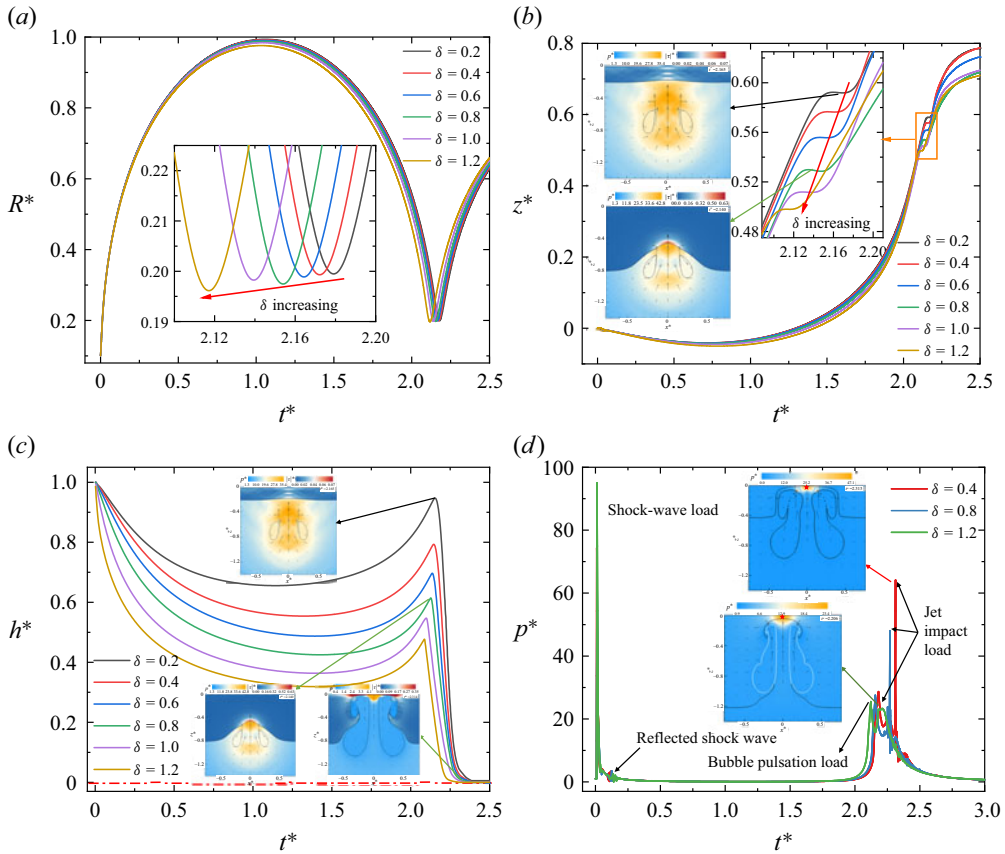 (a)
1.0
0.8
0.6
0.4
0.2
R*
0
0.5
1.0
1.5
2.0
2.5
t*
δ = 0.2
δ = 0.4
δ = 0.6
δ = 0.8
δ = 1.0
δ = 1.2
0.22
0.21
0.20
0.19
2.12
2.16
2.20
δ increasing
(b)
0.8
0.6
0.4
0.2
0
−0.2
z*
0
0.5
1.0
1.5
2.0
2.5
t*
0.60
0.56
0.52
0.48
2.12
2.16
2.20
δ increasing
δ = 0.2
δ = 0.4
δ = 0.6
δ = 0.8
δ = 1.0
δ = 1.2
(c)
1.0
0.8
0.6
0.4
0.2
0
h*
0
0.5
1.0
1.5
2.0
2.5
t*
δ = 0.2
δ = 0.4
δ = 0.6
δ = 0.8
δ = 1.0
δ = 1.2
(d)
100
80
60
40
20
0
p*
0
0.5
1.0
1.5
2.0
2.5
3.0
t*
Shock-wave load
δ = 0.4
δ = 0.8
δ = 1.2
Jet
impact
load
Reflected shock wave
Bubble pulsation load